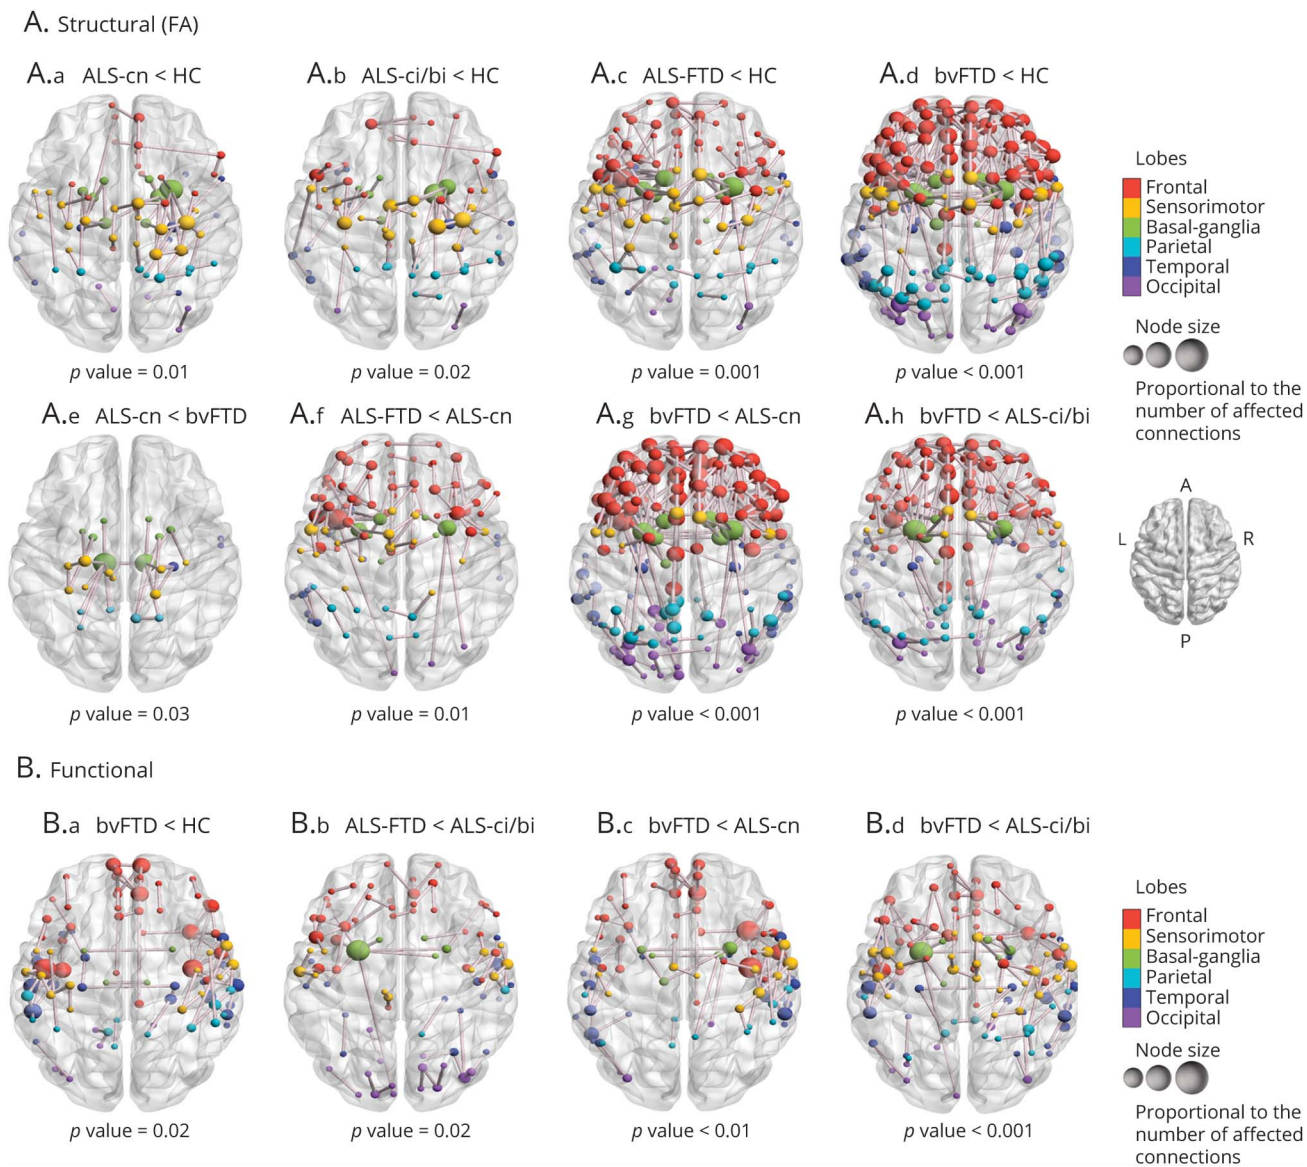 A. Structural (FA)
A.a ALS-cn < HC
A.b ALS-ci/bi < HC
A.c ALS-FTD < HC
A.d bvFTD < HC
p value = 0.01
p value = 0.02
p value = 0.001
p value < 0.001
Lobes
Frontal
Sensorimotor
Basal-ganglia
Parietal
Temporal
Occipital
Node size
Proportional to the
number of affected
connections
A.e ALS-cn < bvFTD
A.f ALS-FTD < ALS-cn
A.g bvFTD < ALS-cn
A.h bvFTD < ALS-ci/bi
p value = 0.03
p value = 0.01
p value < 0.001
p value < 0.001
A
L
R
P
B. Functional
B.a bvFTD < HC
B.b ALS-FTD < ALS-ci/bi
B.c bvFTD < ALS-cn
B.d bvFTD < ALS-ci/bi
p value = 0.02
p value = 0.02
p value < 0.01
p value < 0.001
Lobes
Frontal
Sensorimotor
Basal-ganglia
Parietal
Temporal
Occipital
Node size
Proportional to the
number of affected
connections